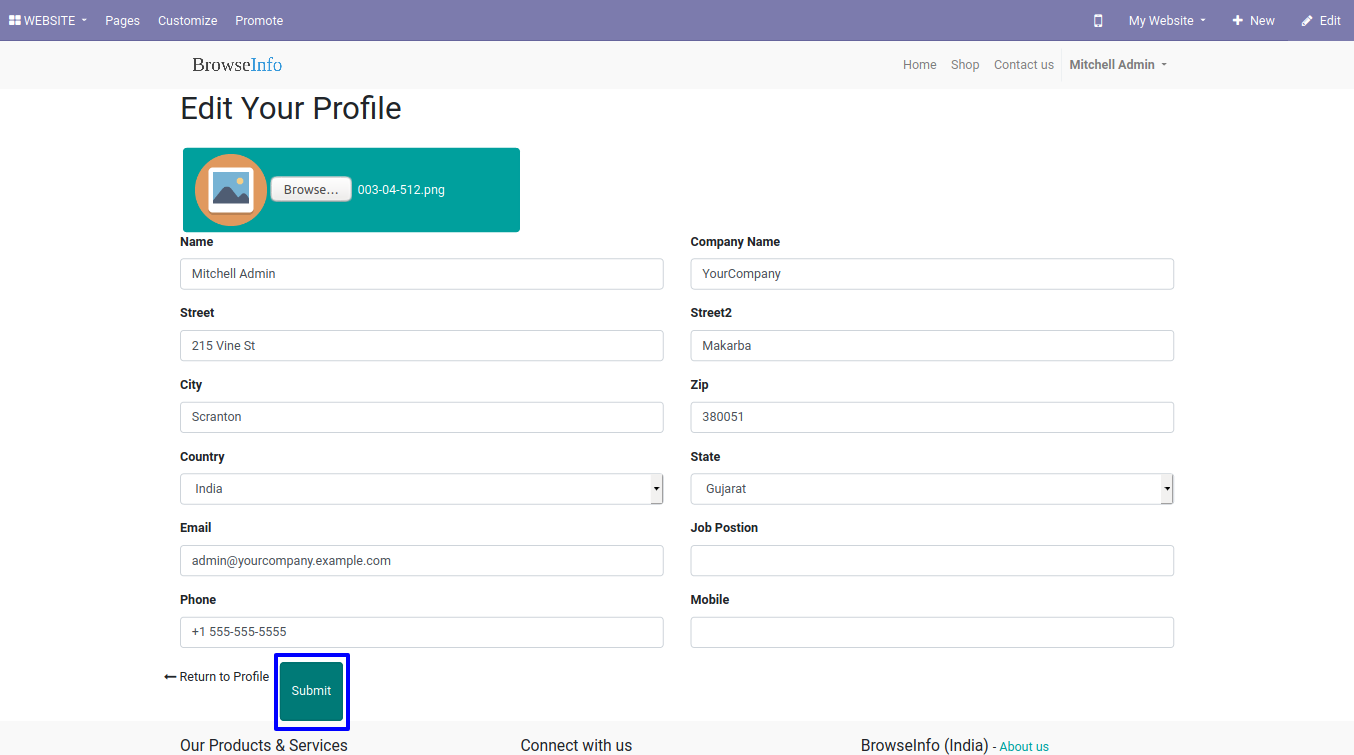 WEBSITE Pages Customize Promote My Website New Edit
BrowseInfo Home Shop Contact us Mitchell Admin
Edit Your Profile
Browse... 003-04-512.png
Name Company Name
Mitchell Admin YourCompany
Street Street2
215 Vine St Makarba
City Zip
Scranton 380051
Country State
India Gujarat
Email Job Postion
admin@yourcompany.example.com
Phone Mobile
+1 555-555-5555
Return to Profile Submit
Our Products & Services Connect with us BrowseInfo (India) - About us